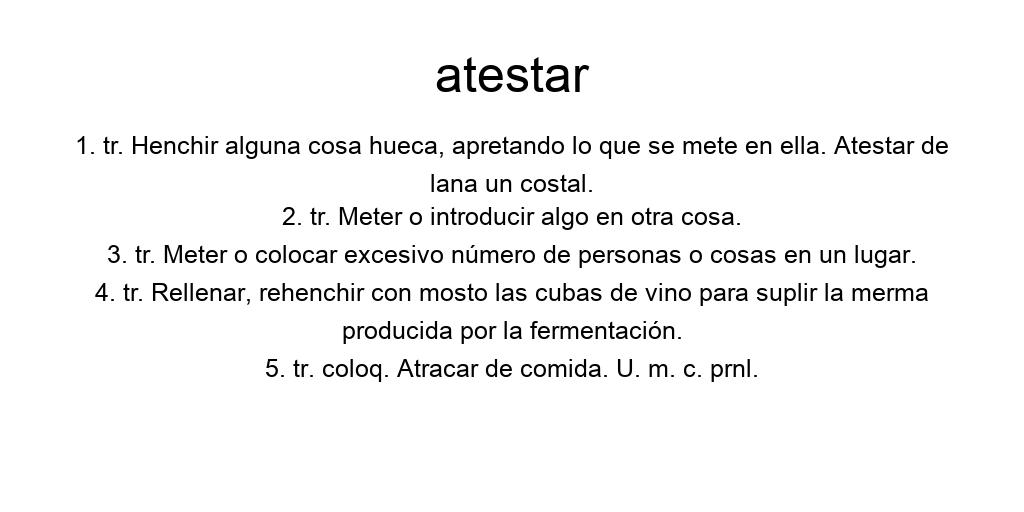 atestar
1. tr. Henchir alguna cosa hueca, apretando lo que se mete en ella. Atestar de
lana un costal.
2. tr. Meter o introducir algo en otra cosa.
3. tr. Meter o colocar excesivo número de personas o cosas en un lugar.
4. tr. Rellenar, rehenchir con mosto las cubas de vino para suplir la merma
producida por la fermentación.
5. tr. coloq. Atracar de comida. U. m. c. prnl.